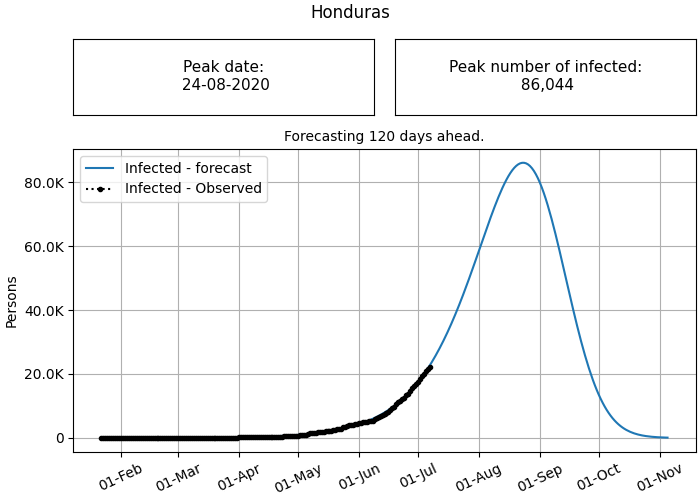 Honduras
Peak date:
24-08-2020
Peak number of infected:
86,044
Forecasting 120 days ahead.
Infected - forecast
Infected - Observed
Persons
80.0K
60.0K
40.0K
20.0K
0
01-Feb
01-Mar
01-Apr
01-May
01-Jun
01-Jul
01-Aug
01-Sep
01-Oct
01-Nov